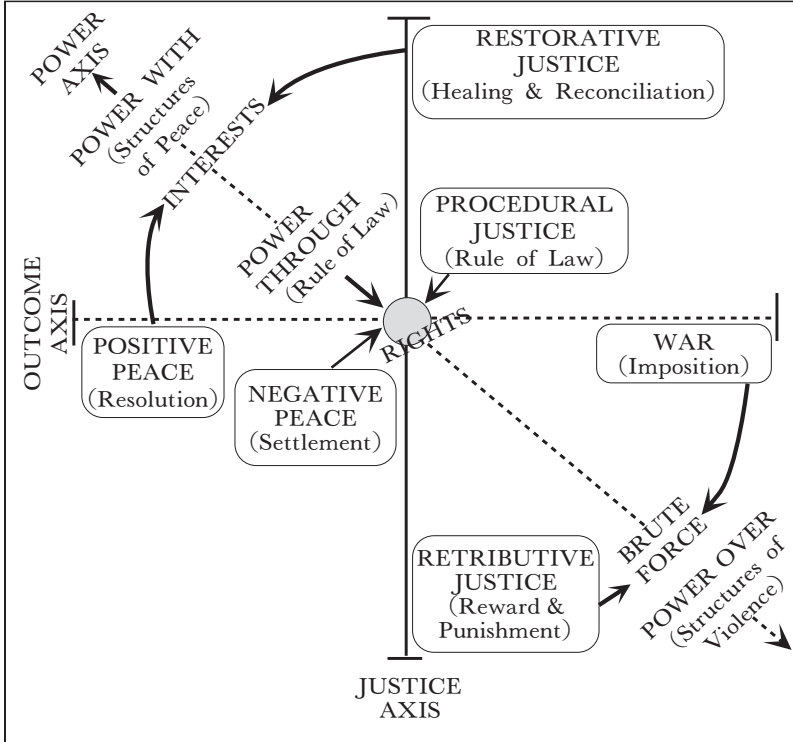 POWER
AXIS
POWER WITH
(Structures
of Peace)
INTERESTS
RESTORATIVE
JUSTICE
(Healing & Reconciliation)
POWER
THROUGH
(Rule of Law)
PROCEDURAL
JUSTICE
(Rule of Law)
OUTCOME
AXIS
RIGHTS
POSITIVE
PEACE
(Resolution)
NEGATIVE
PEACE
(Settlement)
WAR
(Imposition)
BRUTE
FORCE
POWER OVER
(Structures of
Violence)
RETRIBUTIVE
JUSTICE
(Reward &
Punishment)
JUSTICE
AXIS